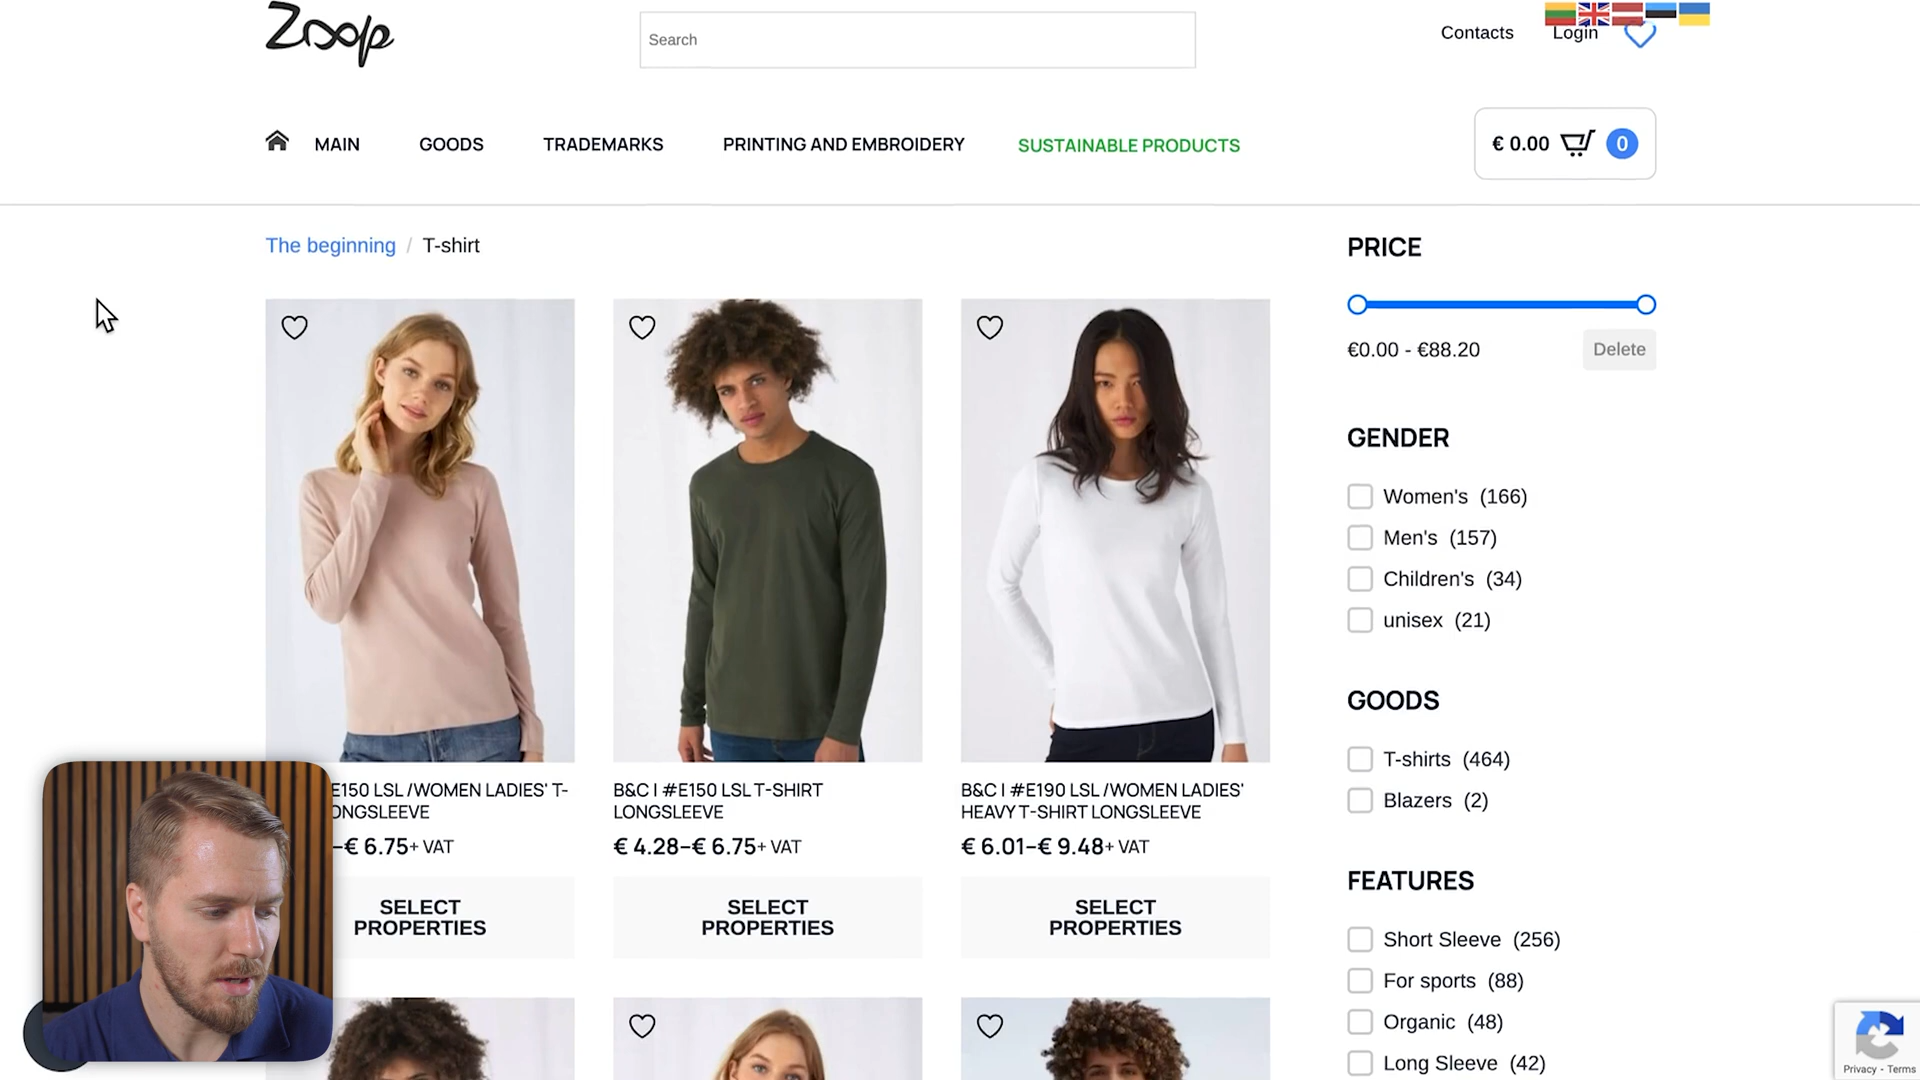 Zoop
Search
Contacts
Login
MAIN
GOODS
TRADEMARKS
PRINTING AND EMBROIDERY
SUSTAINABLE PRODUCTS
€ 0.00
0
The beginning / T-shirt
E150 LSL /WOMEN LADIES' T-
ONGSLEEVE
–€ 6.75+ VAT
SELECT
PROPERTIES
B&C | #E150 LSL T-SHIRT
LONGSLEEVE
€ 4.28–€ 6.75+ VAT
SELECT
PROPERTIES
B&C | #E190 LSL /WOMEN LADIES'
HEAVY T-SHIRT LONGSLEEVE
€ 6.01–€ 9.48+ VAT
SELECT
PROPERTIES
PRICE
€0.00 - €88.20
Delete
GENDER
Women's (166)
Men's (157)
Children's (34)
unisex (21)
GOODS
T-shirts (464)
Blazers (2)
FEATURES
Short Sleeve (256)
For sports (88)
Organic (48)
Long Sleeve (42)
Privacy - Terms